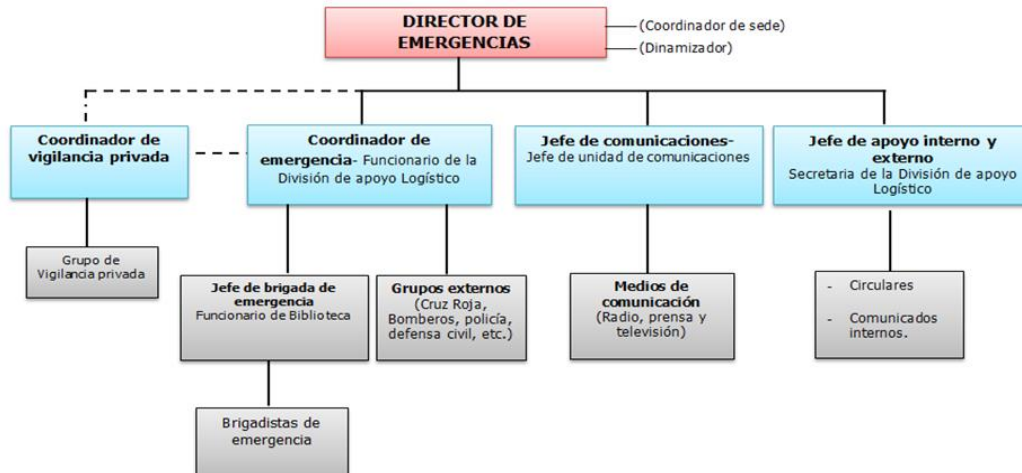 DIRECTOR DE
EMERGENCIAS
(Coordinador de sede)
(Dinamizador)
Coordinador de
vigilancia privada
Coordinador de
emergencia- Funcionario de la
División de apoyo Logístico
Jefe de comunicaciones-
Jefe de unidad de comunicaciones
Jefe de apoyo interno y
externo
Secretaria de la División de apoyo
Logístico
Grupo de
Vigilancia privada
Jefe de brigada de
emergencia
Funcionario de Biblioteca
Grupos externos
(Cruz Roja,
Bomberos, policía,
defensa civil, etc.)
Medios de
comunicación
(Radio, prensa y
televisión)
- Circulares
- Comunicados
internos.
Brigadistas de
emergencia